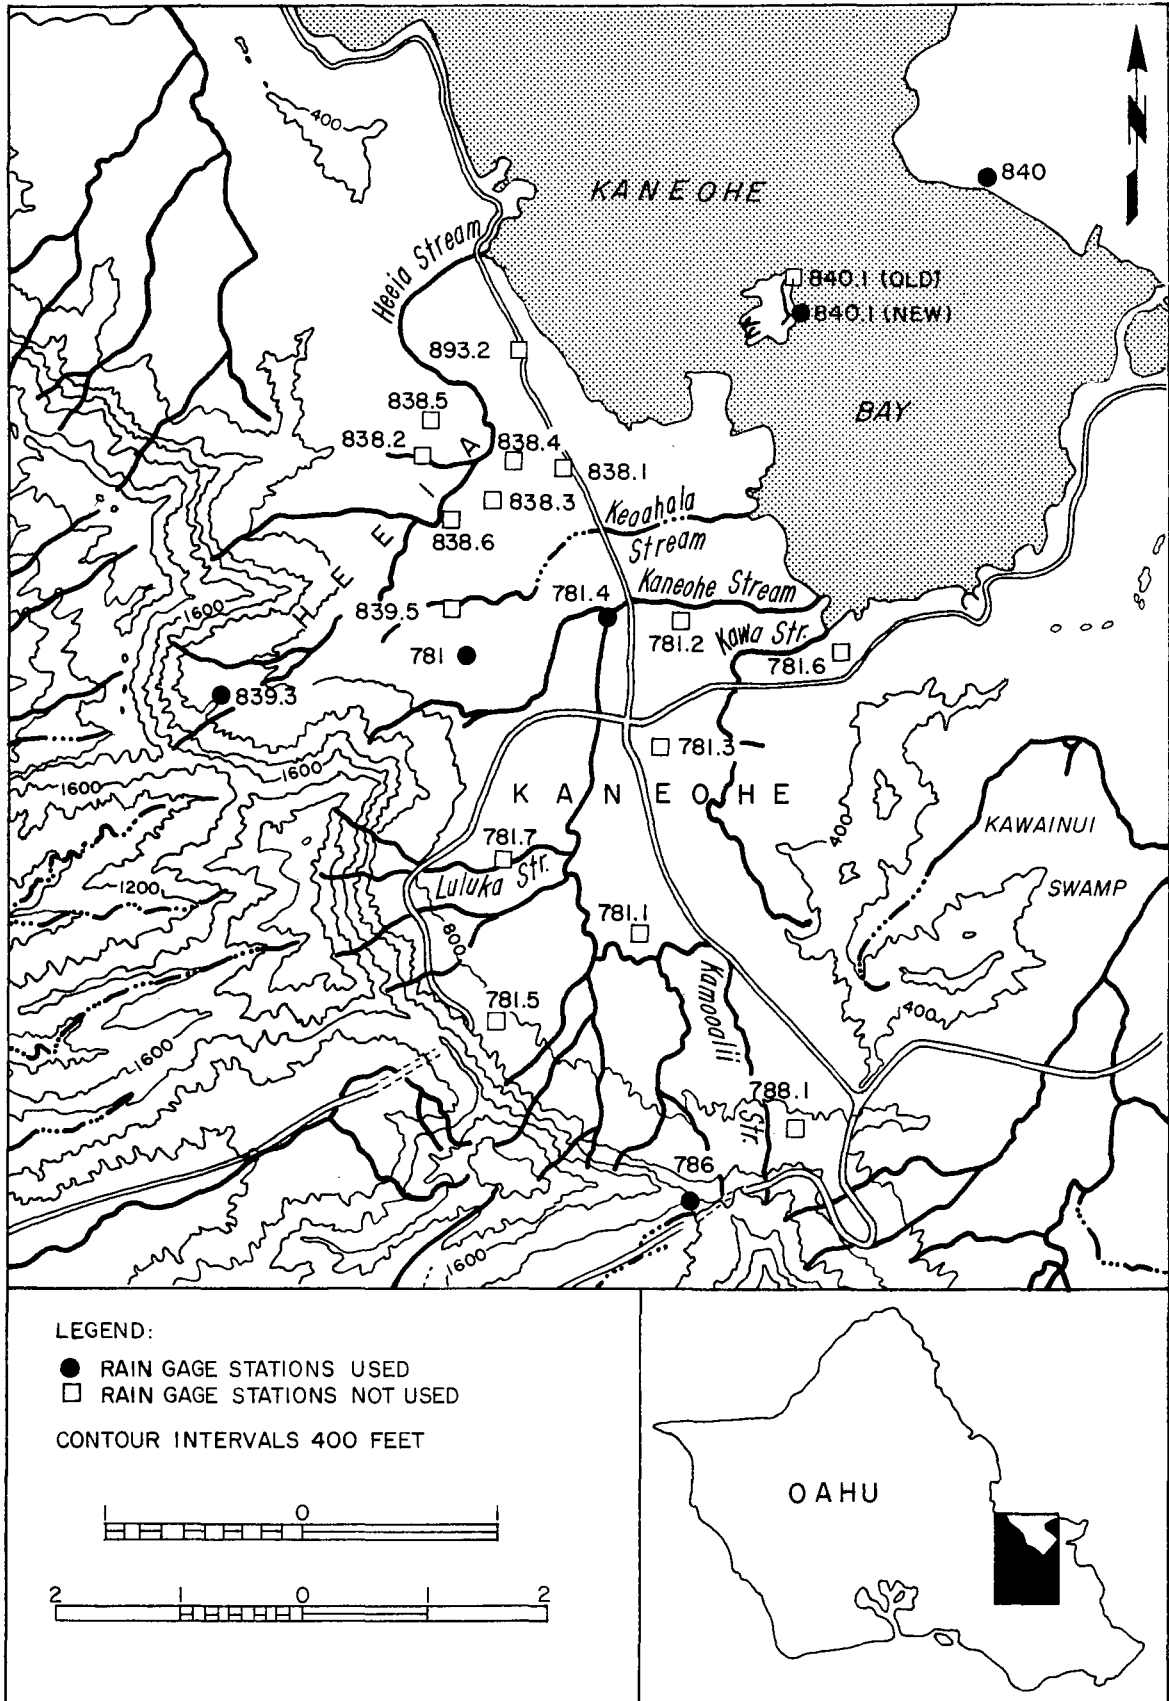 400
N
840
KANEOHE
Heeia Stream
840.1 (OLD)
840.1 (NEW)
893.2
BAY
838.5
838.2
838.4
838.1
838.3
838.6
HEEIA
Keaahala
Stream
1600
839.5
781.4
Kaneohe Stream
781.2
Kawa Str.
781.6
781
839.3
781.3
1600
1600
KANEOHE
400
KAWAINUI
SWAMP
781.7
Luluka Str.
1200
781.1
800
Kamooalii
Str.
781.5
400
1600
788.1
786
1600
LEGEND:
RAIN GAGE STATIONS USED
RAIN GAGE STATIONS NOT USED
CONTOUR INTERVALS 400 FEET
1 0 1
2 1 0 1 2
OAHU